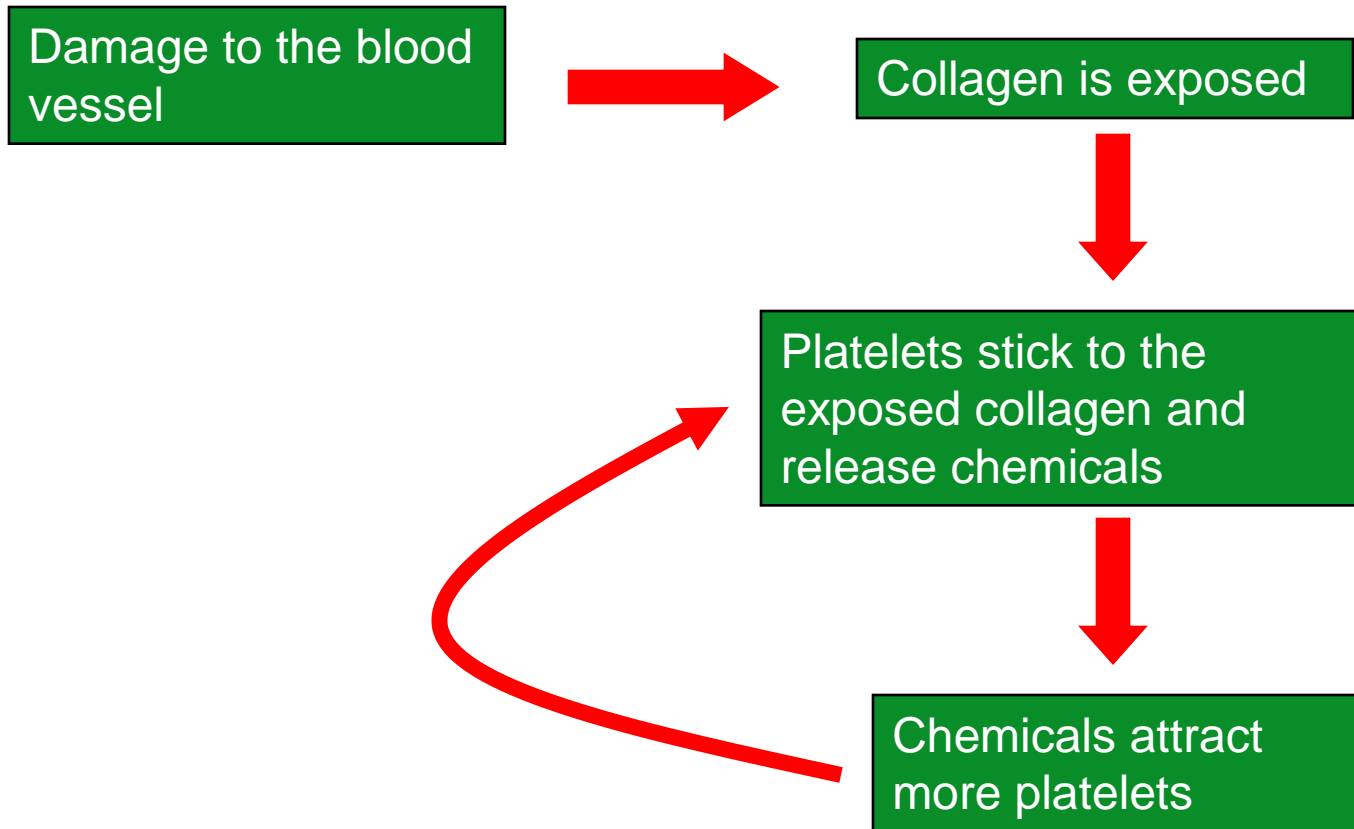 Damage to the blood
vessel
Collagen is exposed
Platelets stick to the
exposed collagen and
release chemicals
Chemicals attract
more platelets